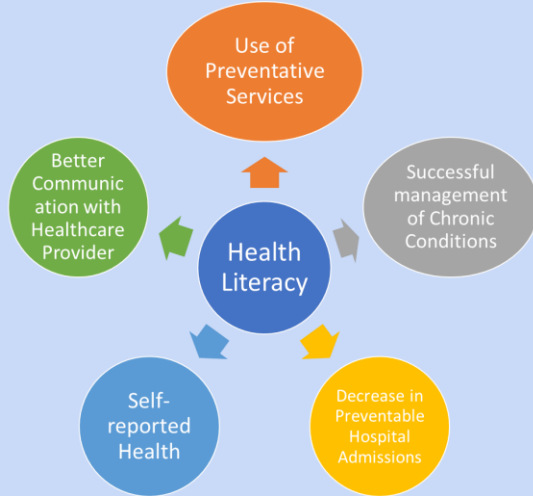 Use of
Preventative
Services
Better
Communic
ation with
Healthcare
Provider
Successful
management
of Chronic
Conditions
Health
Literacy
Self-
reported
Health
Decrease in
Preventable
Hospital
Admissions